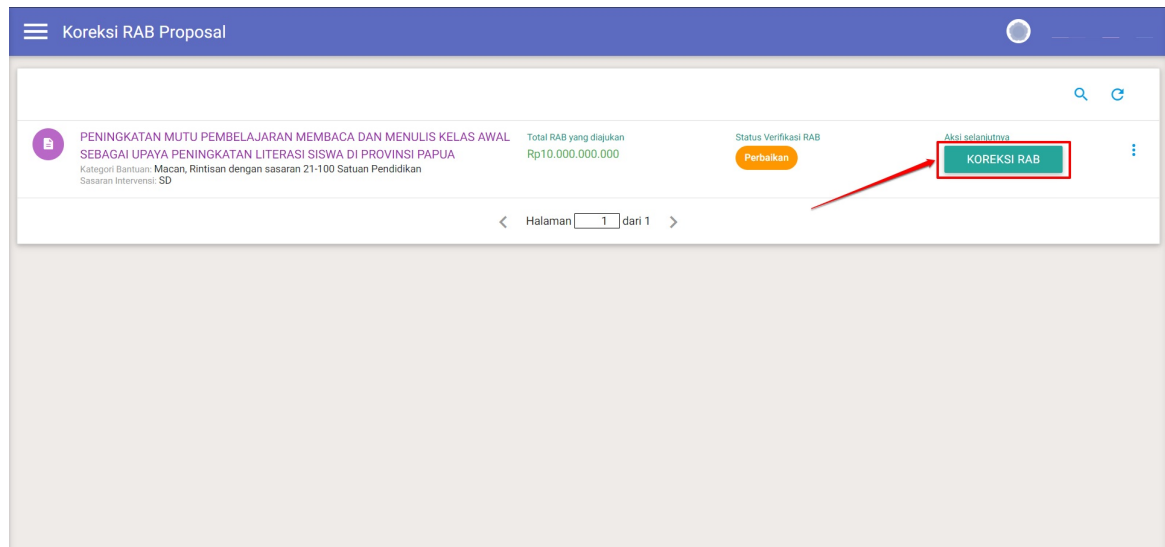 Koreksi RAB Proposal
PENINGKATAN MUTU PEMBELAJARAN MEMBACA DAN MENULIS KELAS AWAL
SEBAGAI UPAYA PENINGKATAN LITERASI SISWA DI PROVINSI PAPUA
Kategori Bantuan: Macan, Rintisan dengan sasaran 21-100 Satuan Pendidikan
Sasaran Intervensi: SD
Total RAB yang diajukan
Rp10.000.000.000
Status Verifikasi RAB
Perbaikan
Aksi selanjutnya
KOREKSI RAB
Halaman 1 dari 1